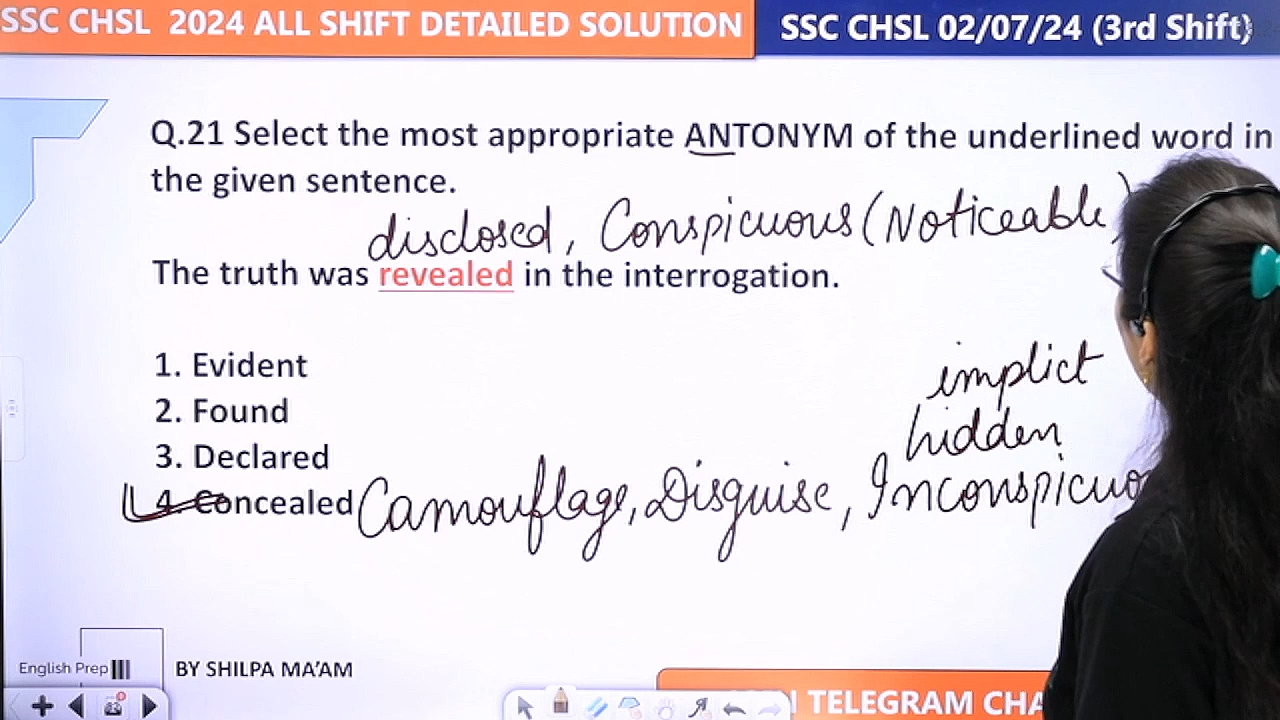 SSC CHSL 2024 ALL SHIFT DETAILED SOLUTION
SSC CHSL 02/07/24 (3rd Shift)
Q.21 Select the most appropriate ANTONYM of the underlined word in
the given sentence.
disclosed, Conspicuous (Noticeable)
The truth was revealed in the interrogation.
1. Evident
2. Found
3. Declared
4. Concealed
implict
hidden
Camouflage, Disguise, Inconspicuo
English Prep
BY SHILPA MA'AM
TELEGRAM CHA